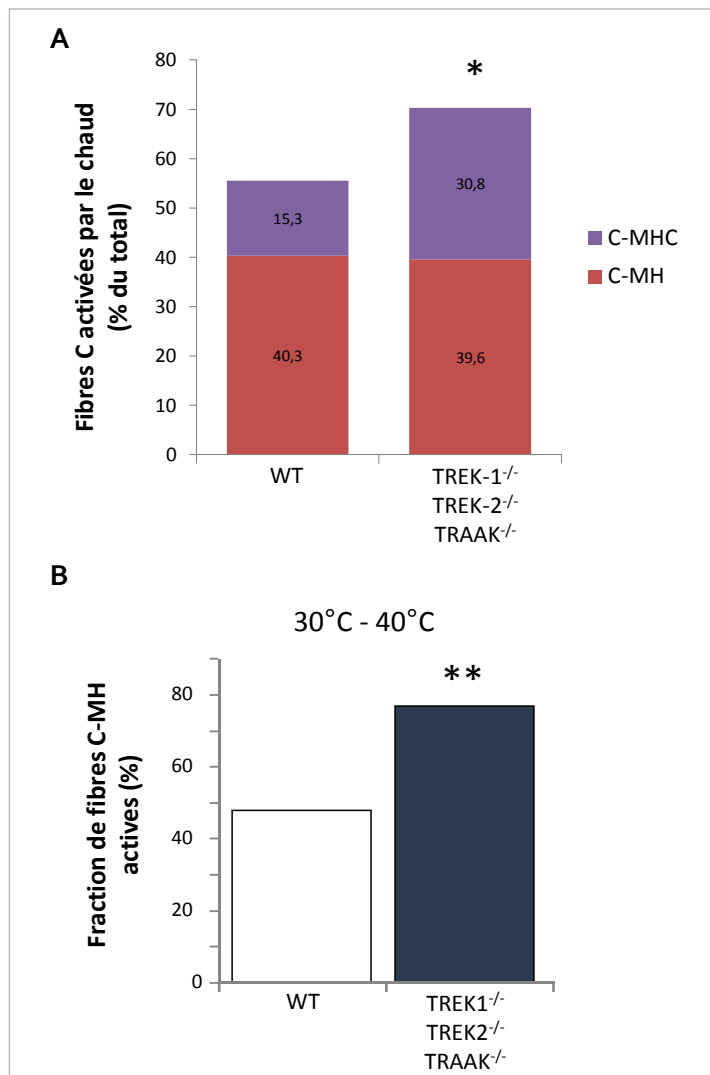 A
Fibres C activées par le chaud
(% du total)
80
70
60
50
40
30
20
10
0
*
15,3
40,3
30,8
39,6
C-MHC
C-MH
WT
TREK-1-/-
TREK-2-/-
TRAAK-/-
B
30°C - 40°C
Fraction de fibres C-MH
actives (%)
80
60
40
20
0
**
WT
TREK1-/-
TREK2-/-
TRAAK-/-